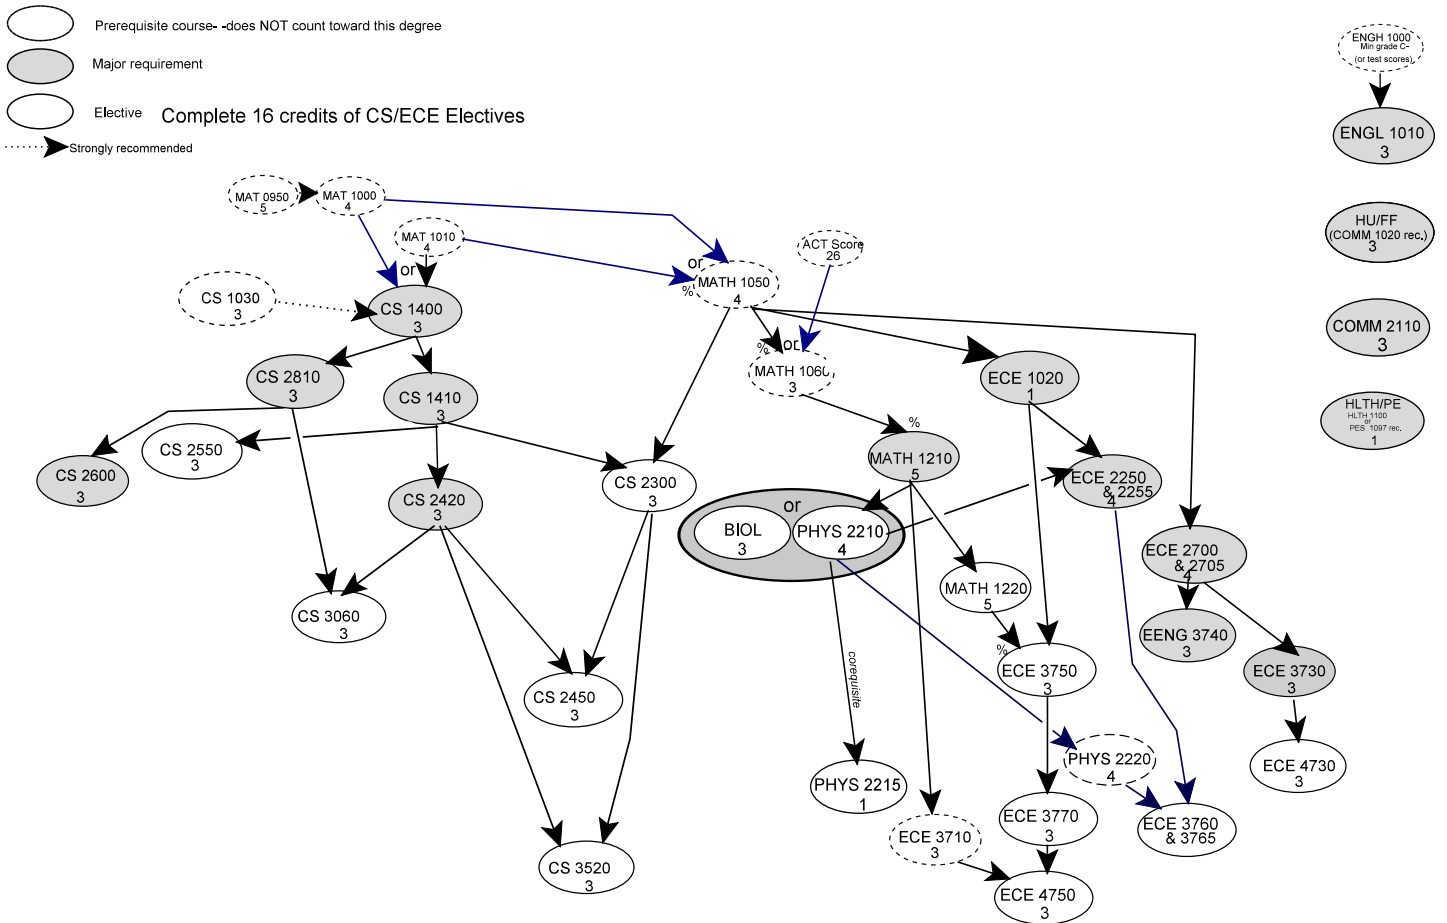 Prerequisite course- -does NOT count toward this degree
Major requirement
Elective
Complete 16 credits of CS/ECE Electives
Strongly recommended
ENGH 1000
Min grade C-
(or test scores)
ENGL 1010
3
HU/FF
(COMM 1020 rec.)
3
COMM 2110
3
HLTH/PE
HLTH 1100
or
PES 1097 rec.
1
MAT 0950
5
MAT 1000
4
MAT 1010
4
or
ACT Score
26
or
%
MATH 1050
4
CS 1030
3
CS 1400
3
% or
MATH 1060
3
CS 2810
3
CS 1410
3
ECE 1020
1
CS 2550
3
CS 2600
3
CS 2420
3
CS 2300
3
%
MATH 1210
5
ECE 2250
& 2255
4
or
BIOL
3
PHYS 2210
4
ECE 2700
& 2705
4
MATH 1220
5
CS 3060
3
EENG 3740
3
%
ECE 3750
3
ECE 3730
3
corequisite
CS 2450
3
PHYS 2220
4
ECE 4730
3
PHYS 2215
1
ECE 3710
3
ECE 3770
3
ECE 3760
& 3765
CS 3520
3
ECE 4750
3